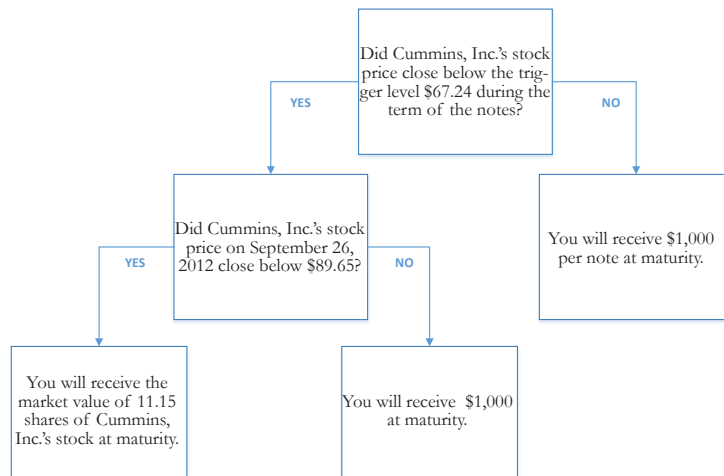 Did Cummins, Inc.'s stock
price close below the trig-
ger level $67.24 during the
term of the notes?
YES
NO
Did Cummins, Inc.'s stock
price on September 26,
2012 close below $89.65?
You will receive $1,000
per note at maturity.
YES
NO
You will receive the
market value of 11.15
shares of Cummins,
Inc.'s stock at maturity.
You will receive $1,000
at maturity.